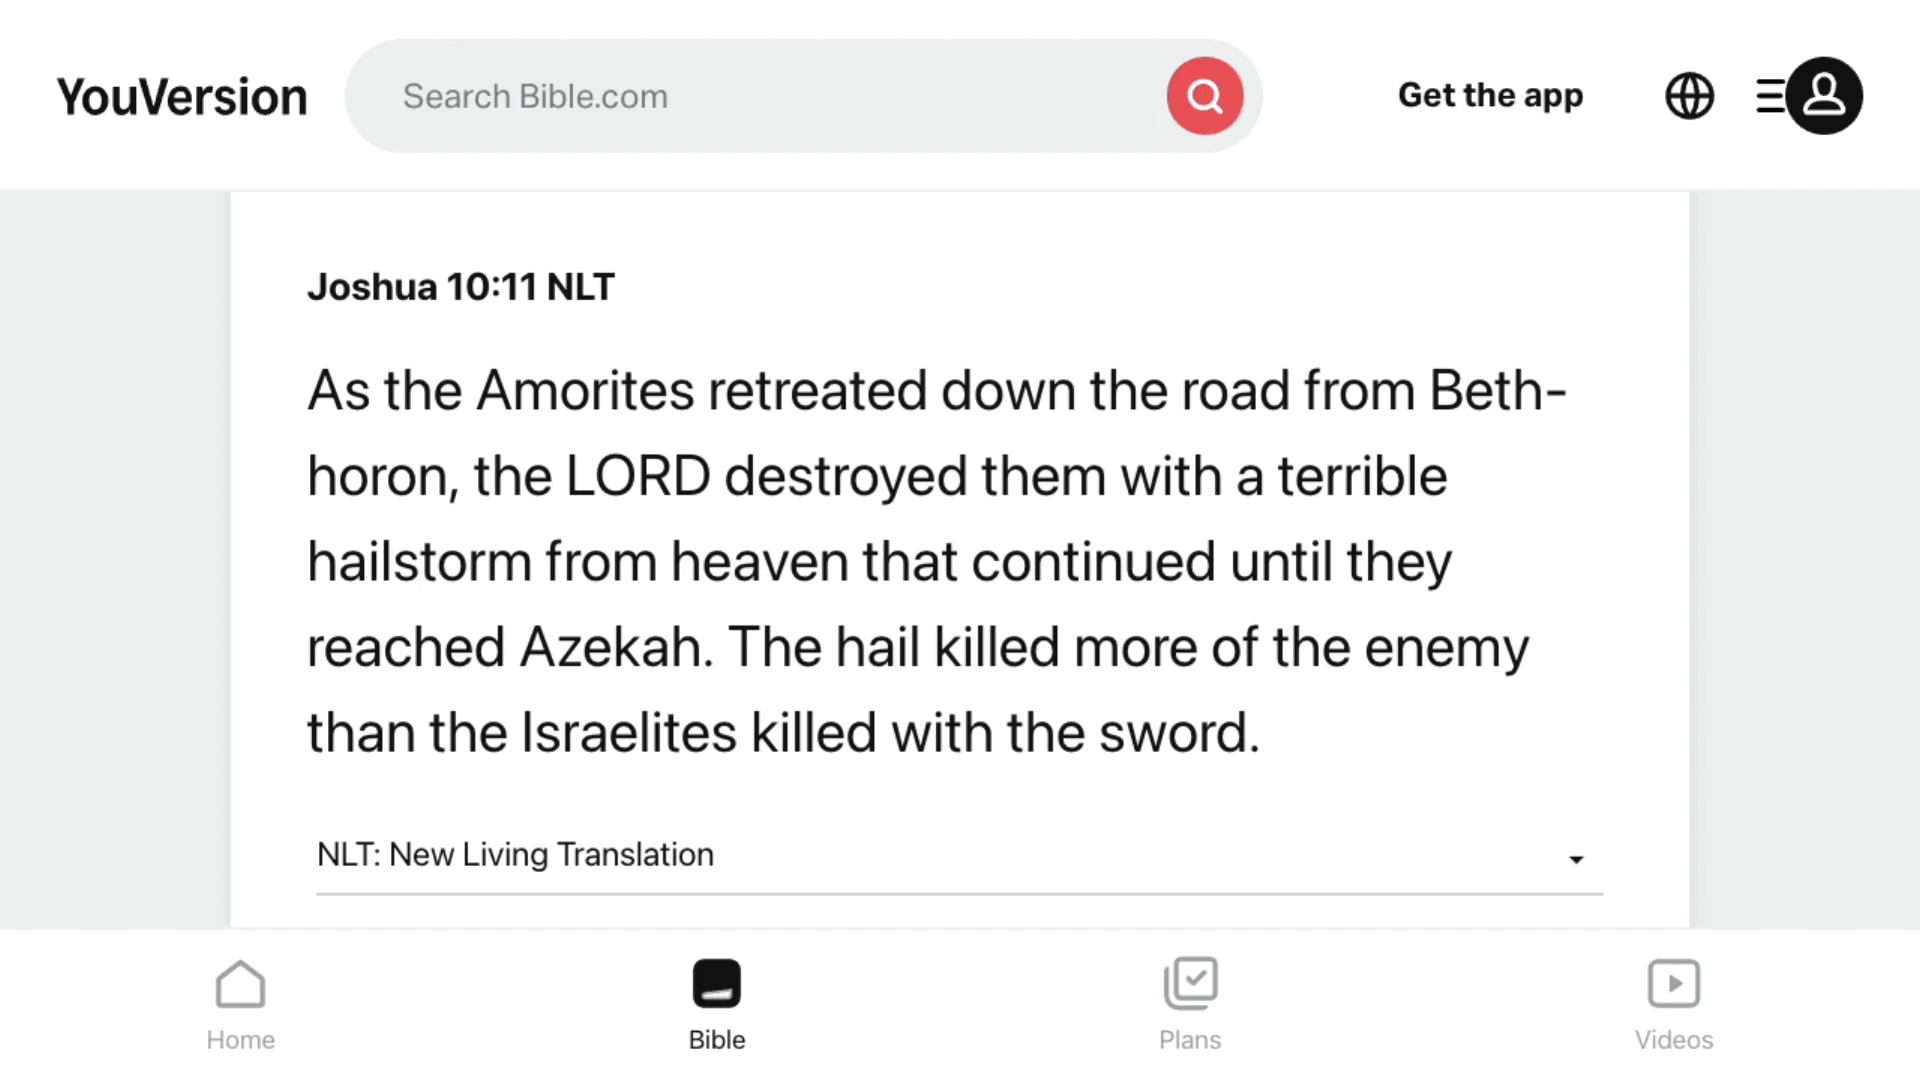 YouVersion
Search Bible.com
Get the app
Joshua 10:11 NLT
As the Amorites retreated down the road from Beth-
horon, the LORD destroyed them with a terrible
hailstorm from heaven that continued until they
reached Azekah. The hail killed more of the enemy
than the Israelites killed with the sword.
NLT: New Living Translation
Home
Bible
Plans
Videos